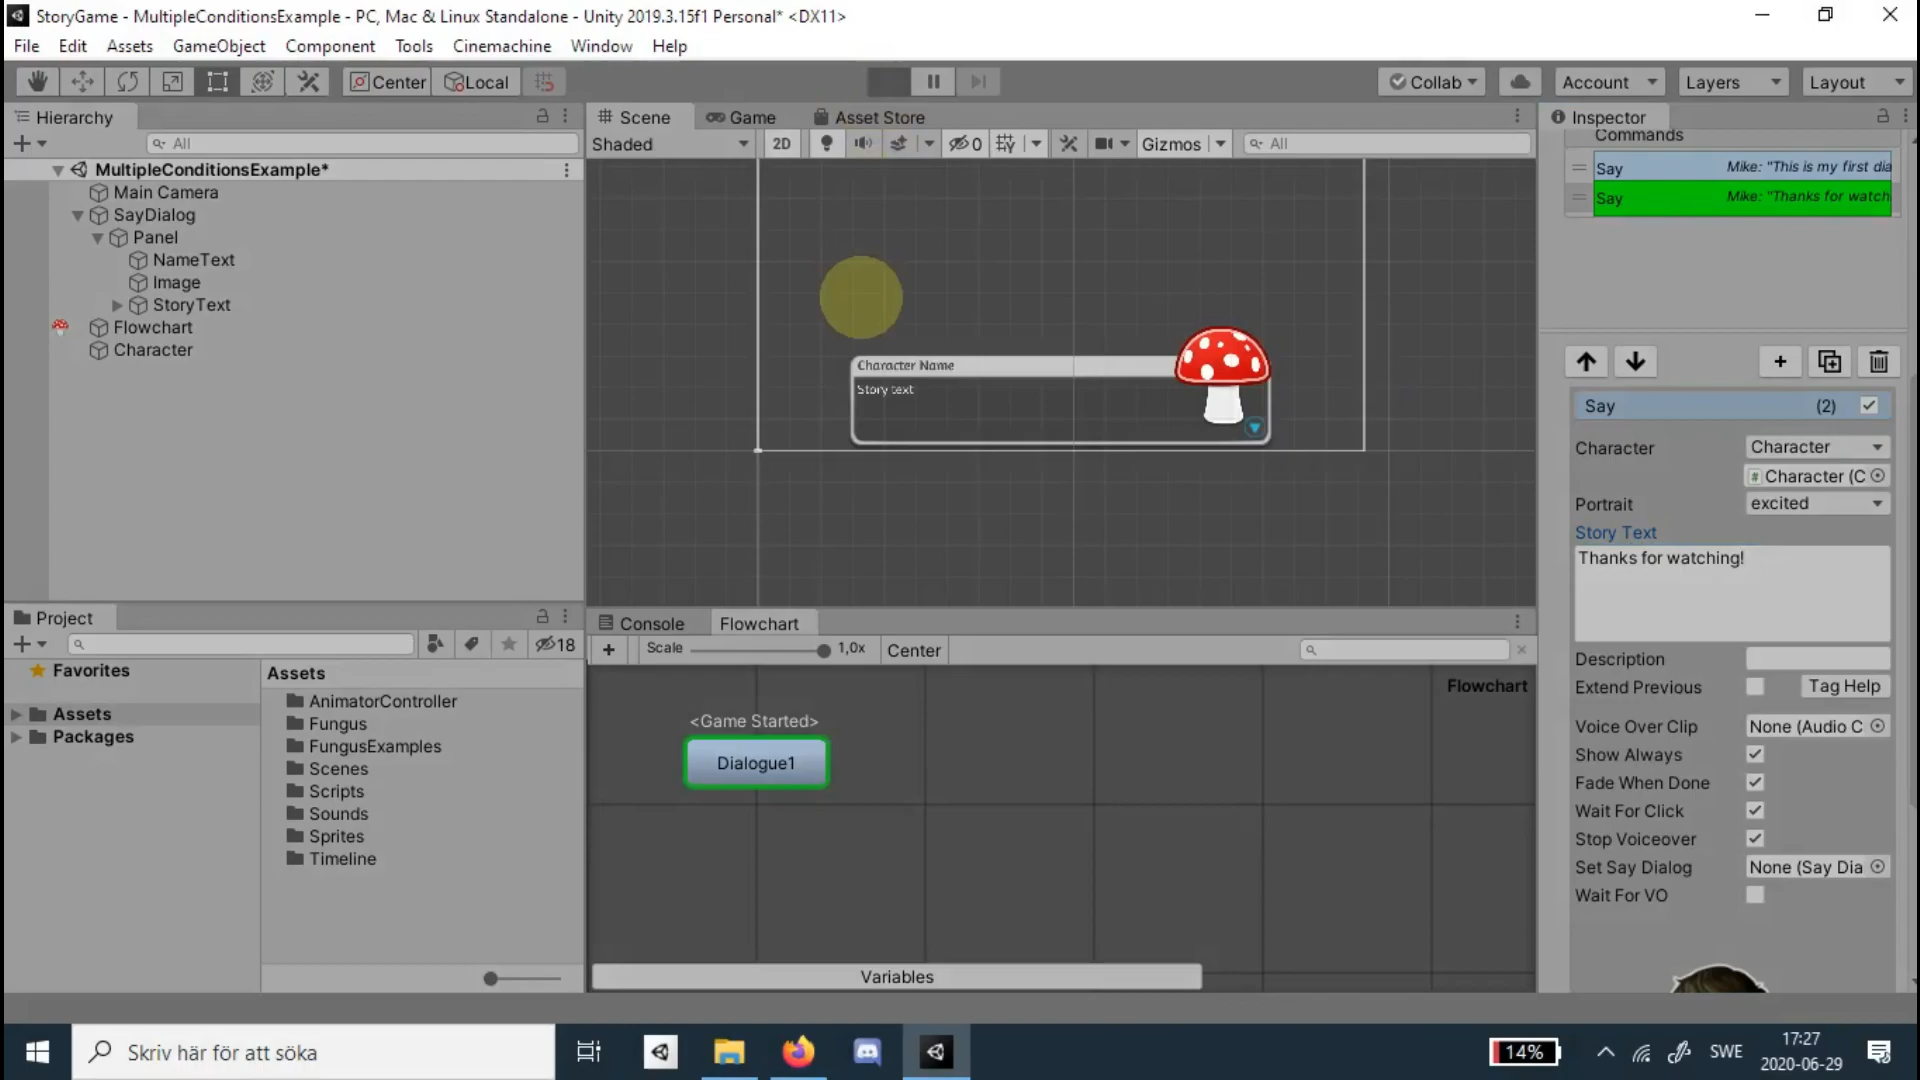 StoryGame - MultipleConditionsExample - PC, Mac & Linux Standalone - Unity 2019.3.15f1 Personal* <DX11>
File Edit Assets GameObject Component Tools Cinemachine Window Help
Center Local Collab Account Layers Layout
Hierarchy
All
MultipleConditionsExample*
Main Camera
SayDialog
Panel
NameText
Image
StoryText
Flowchart
Character
Scene Game Asset Store
Shaded 2D 0 Gizmos All
Character Name
Story text
Project
18
Favorites
Assets
Packages
Assets
AnimatorController
Fungus
FungusExamples
Scenes
Scripts
Sounds
Sprites
Timeline
Console Flowchart
Scale 1,0x Center
Flowchart
<Game Started>
Dialogue1
Variables
Inspector
Commands
Say Mike: "This is my first dia
Say Mike: "Thanks for watch
Say (2)
Character Character
Character (C
Portrait excited
Story Text
Thanks for watching!
Description
Extend Previous Tag Help
Voice Over Clip None (Audio C
Show Always
Fade When Done
Wait For Click
Stop Voiceover
Set Say Dialog None (Say Dia
Wait For VO
Skriv här för att söka
14% SWE 17:27
2020-06-29